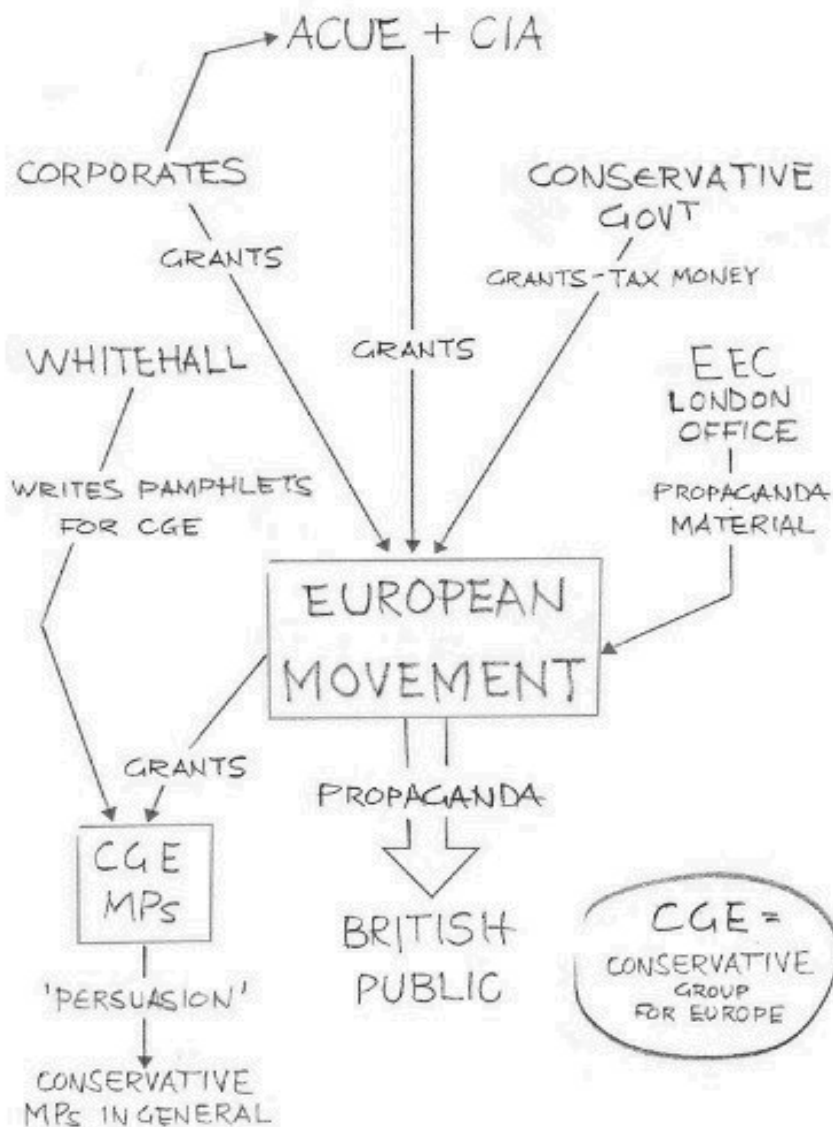 ACUE + CIA
CORPORATES
CONSERVATIVE
GOVT
GRANTS
GRANTS-TAX MONEY
WHITEHALL
GRANTS
EEC
LONDON
OFFICE
WRITES PAMPHLETS
FOR CGE
PROPAGANDA
MATERIAL
EUROPEAN
MOVEMENT
GRANTS
PROPAGANDA
CGE
MPs
BRITISH
PUBLIC
CGE =
CONSERVATIVE
GROUP
FOR EUROPE
'PERSUASION'
CONSERVATIVE
MPs IN GENERAL